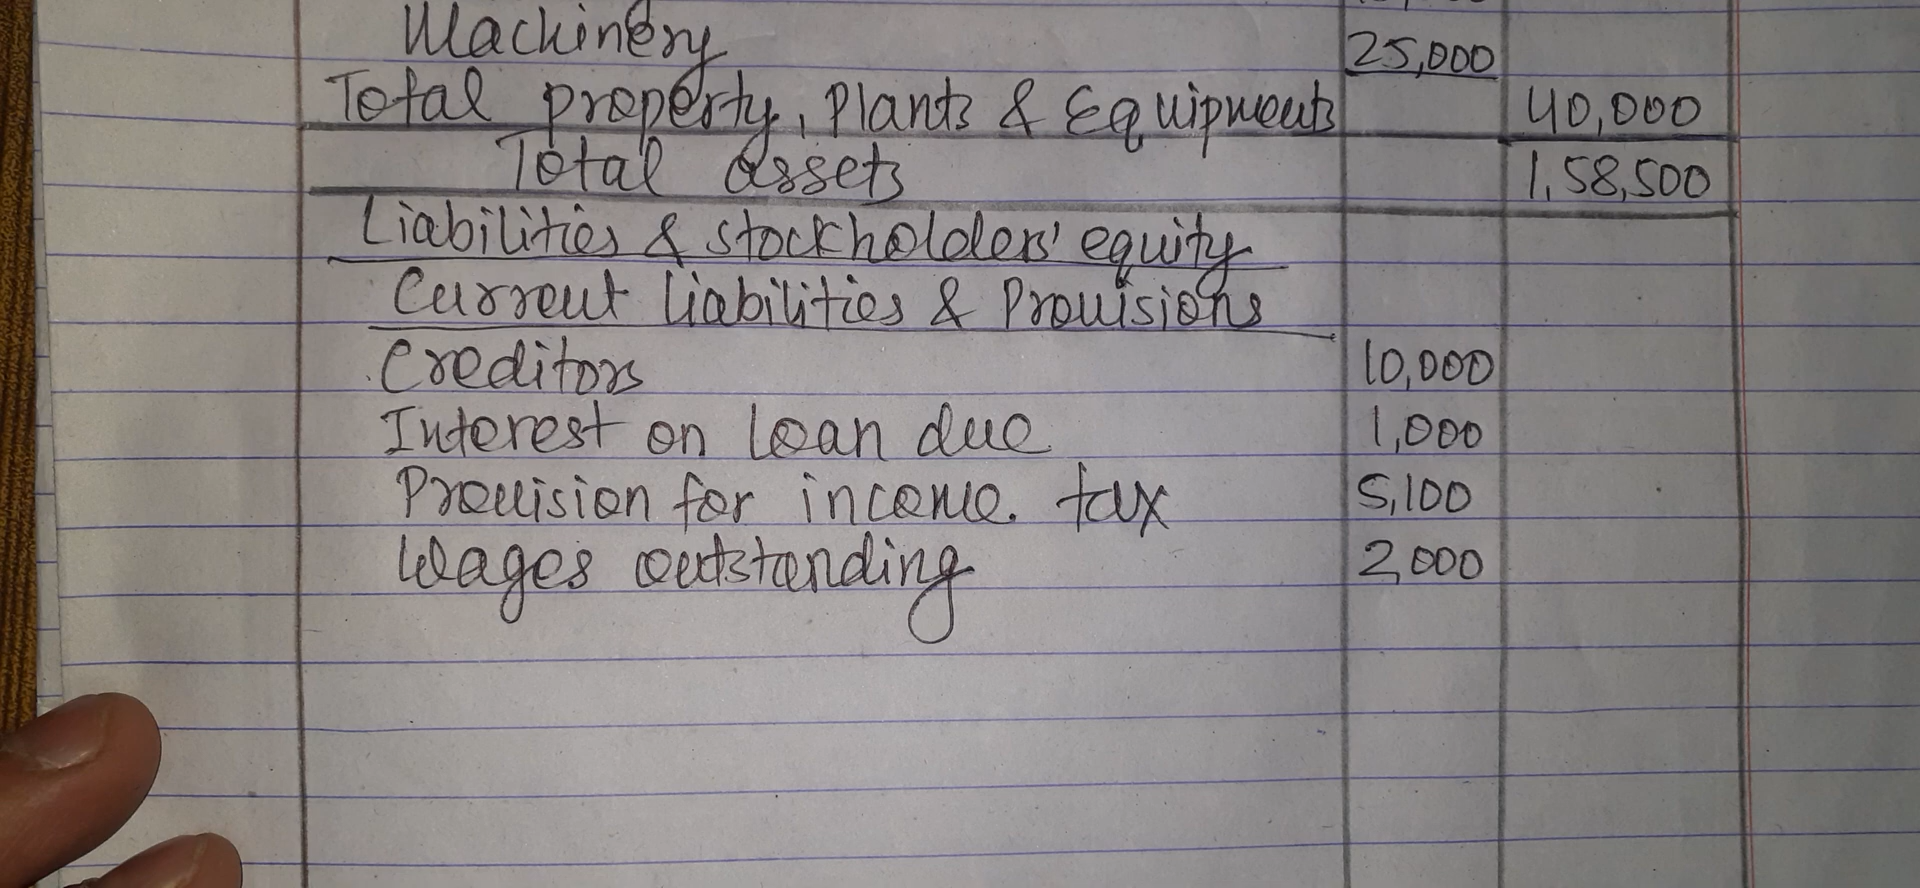 Machinery 25,000
Total property, Plants & Equipments 40,000
Total assets 1,58,500
Liabilities & stockholders' equity
Current liabilities & Provisions
Creditors 10,000
Interest on loan due 1,000
Provision for income tax 5,100
Wages outstanding 2,000